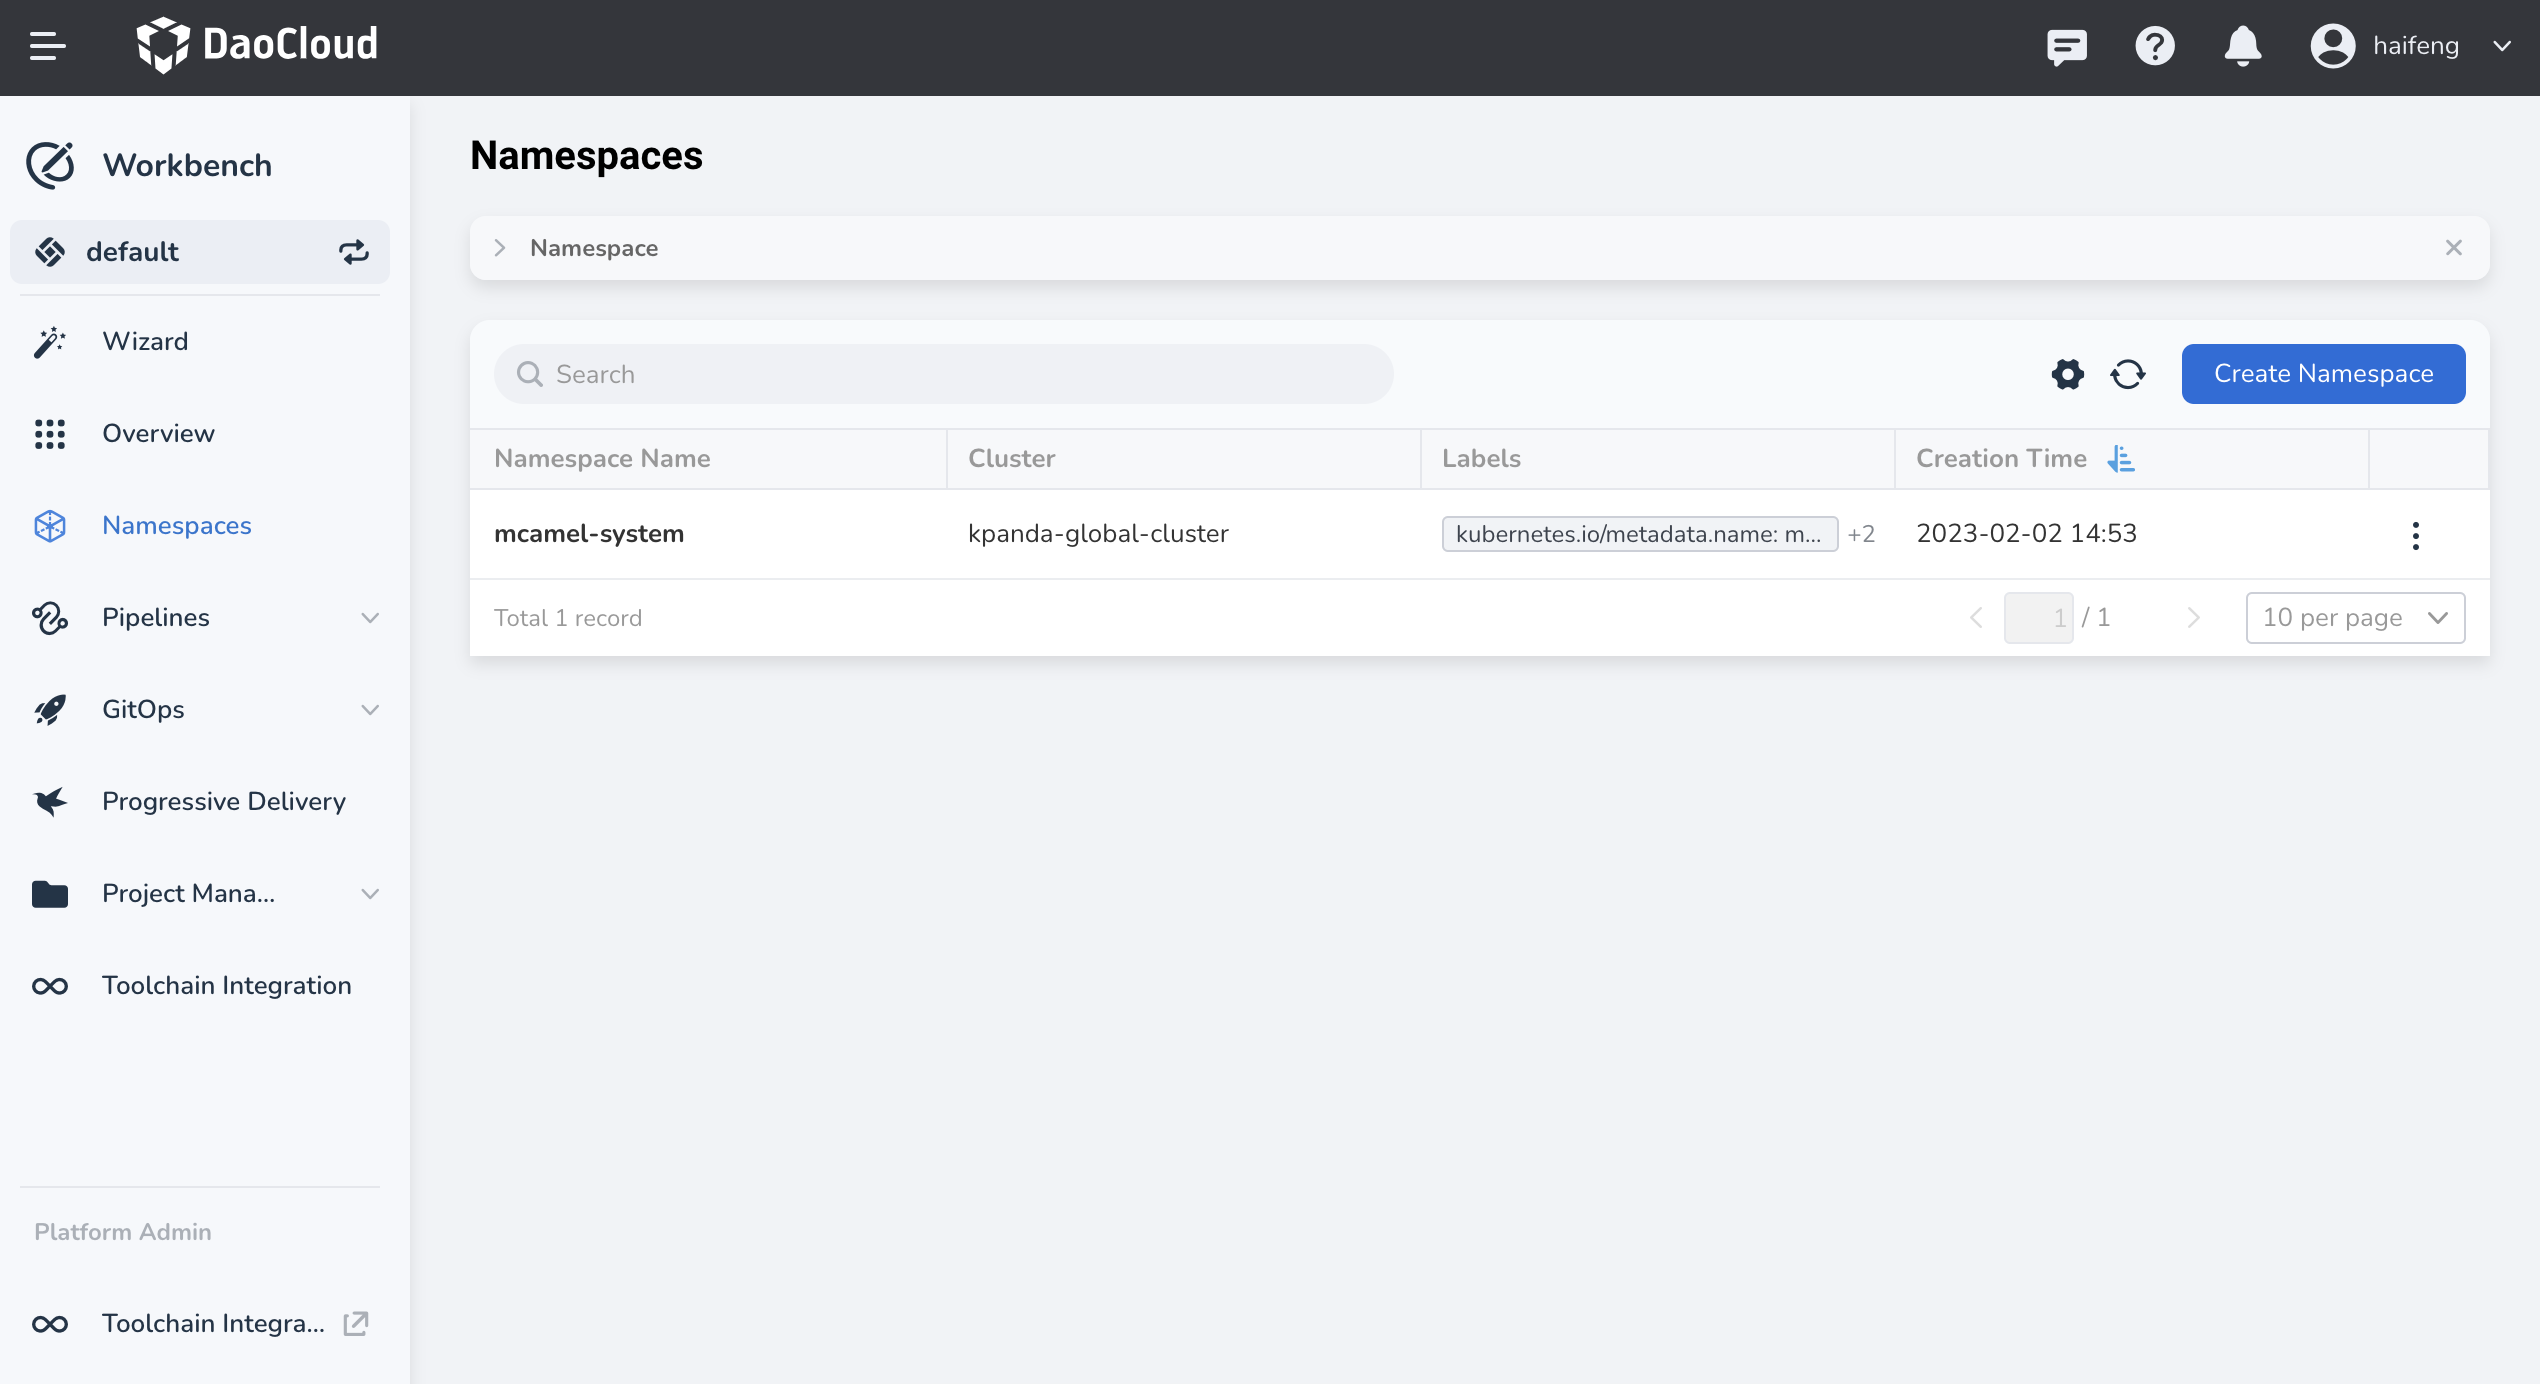 DaoCloud
haifeng
Workbench
default
Wizard
Overview
Namespaces
Pipelines
GitOps
Progressive Delivery
Project Mana...
Toolchain Integration
Platform Admin
Toolchain Integra...
Namespaces
Namespace
Search
Create Namespace
Namespace Name Cluster Labels Creation Time
mcamel-system kpanda-global-cluster kubernetes.io/metadata.name: m... +2 2023-02-02 14:53
Total 1 record 1 / 1 10 per page